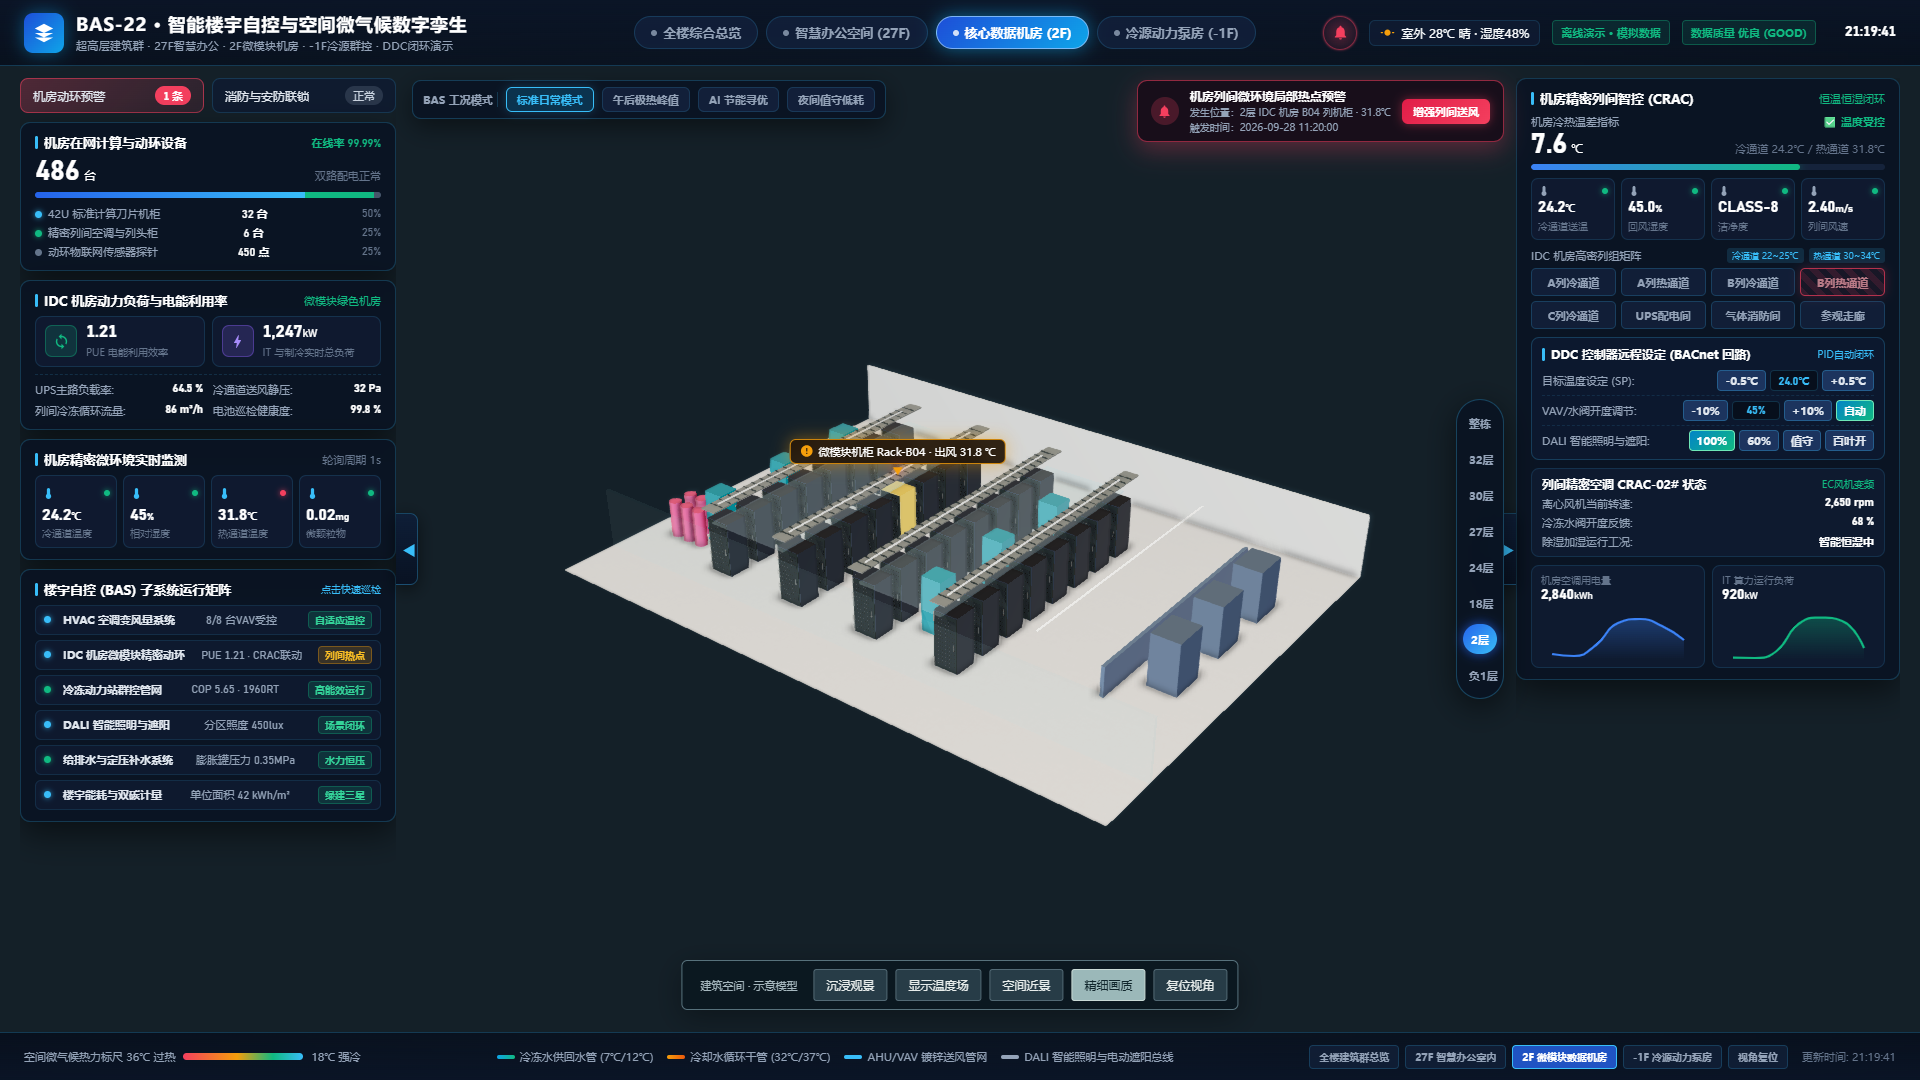 BAS-22 • 智能楼宇自控与空间微气候数字孪生
超高层建筑群 · 27F智慧办公 · 2F微模块机房 · -1F冷源群控 · DDC闭环演示
全楼综合总览
智慧办公空间 (27F)
核心数据机房 (2F)
冷源动力泵房 (-1F)
室外 28℃ 晴 · 湿度48%
离线演示 • 模拟数据
数据质量 优良 (GOOD)
21:19:41
机房动环预警
1 条
消防与安防联锁
正常
机房在网计算与动环设备
在线率 99.99%
486 台
双路配电正常
42U 标准计算刀片机柜 32 台 50%
精密列间空调与列头柜 6 台 25%
动环物联网传感器探针 450 点 25%
IDC 机房动力负荷与电能利用率
微模块绿色机房
1.21
PUE 电能利用效率
1,247kW
IT 与制冷实时总负荷
UPS主路负载率: 64.5 %
冷通道送风静压: 32 Pa
列间冷冻循环流量: 86 m³/h
电池巡检健康度: 99.8 %
机房精密微环境实时监测
轮询周期 1s
24.2℃
冷通道温度
45%
相对湿度
31.8℃
热通道温度
0.02mg
微颗粒物
楼宇自控 (BAS) 子系统运行矩阵
点击快速巡检
HVAC 空调变风量系统 8/8 台VAV受控 自适应温控
IDC 机房微模块精密动环 PUE 1.21 · CRAC联动 列间热点
冷冻动力站群控管网 COP 5.65 · 1960RT 高能效运行
DALI 智能照明与遮阳 分区照度 450lux 场景闭环
给排水与定压补水系统 膨胀罐压力 0.35MPa 水力恒压
楼宇能耗与双碳计量 单位面积 42 kWh/m² 绿建三星
BAS 工况模式
标准日常模式
午后极热峰值
AI 节能寻优
夜间值守低耗
机房列间微环境局部热点预警
发生位置：2层 IDC 机房 B04 列机柜 · 31.8℃
触发时间：2026-09-28 11:20:00
增强列间送风
微模块机柜 Rack-B04 · 出风 31.8 ℃
整栋
32层
30层
27层
24层
18层
2层
负1层
机房精密列间智控 (CRAC)
恒温恒湿闭环
机房冷热温差指标
温度受控
7.6 ℃
冷通道 24.2℃ / 热通道 31.8℃
24.2℃
冷通道送温
45.0%
回风湿度
CLASS-8
洁净度
2.40m/s
列间风速
IDC 机房高密列组矩阵
冷通道 22~25℃
热通道 30~34℃
A列冷通道
A列热通道
B列冷通道
B列热通道
C列冷通道
UPS配电间
气体消防间
参观走廊
DDC 控制器远程设定 (BACnet 回路)
PID自动闭环
目标温度设定 (SP): -0.5℃ 24.0℃ +0.5℃
VAV/水阀开度调节: -10% 45% +10% 自动
DALI 智能照明与遮阳: 100% 60% 值守 百叶开
列间精密空调 CRAC-02# 状态
EC风机变频
离心风机当前转速: 2,650 rpm
冷冻水阀开度反馈: 68 %
除湿加湿运行工况: 智能恒湿中
机房空调用电量
2,840kWh
IT 算力运行负荷
920kW
建筑空间 · 示意模型
沉浸观景
显示温度场
空间近景
精细画质
复位视角
空间微气候热力标尺 36℃ 过热
18℃ 强冷
冷冻水供回水管 (7℃/12℃)
冷却水循环干管 (32℃/37℃)
AHU/VAV 镀锌送风管网
DALI 智能照明与电动遮阳总线
全楼建筑群总览
27F 智慧办公室内
2F 微模块数据机房
-1F 冷源动力泵房
视角复位
更新时间: 21:19:41